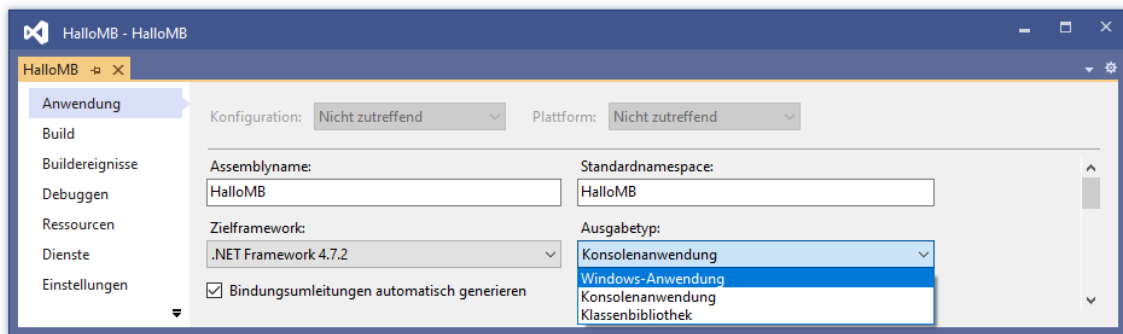 HalloMB - HalloMB
HalloMB
Anwendung
Build
Buildereignisse
Debuggen
Ressourcen
Dienste
Einstellungen
Konfiguration: Nicht zutreffend Plattform: Nicht zutreffend
Assemblyname: Standardnamespace:
HalloMB HalloMB
Zielframework: Ausgabetyp:
.NET Framework 4.7.2 Konsolenanwendung
Bindungsumleitungen automatisch generieren
Windows-Anwendung
Konsolenanwendung
Klassenbibliothek